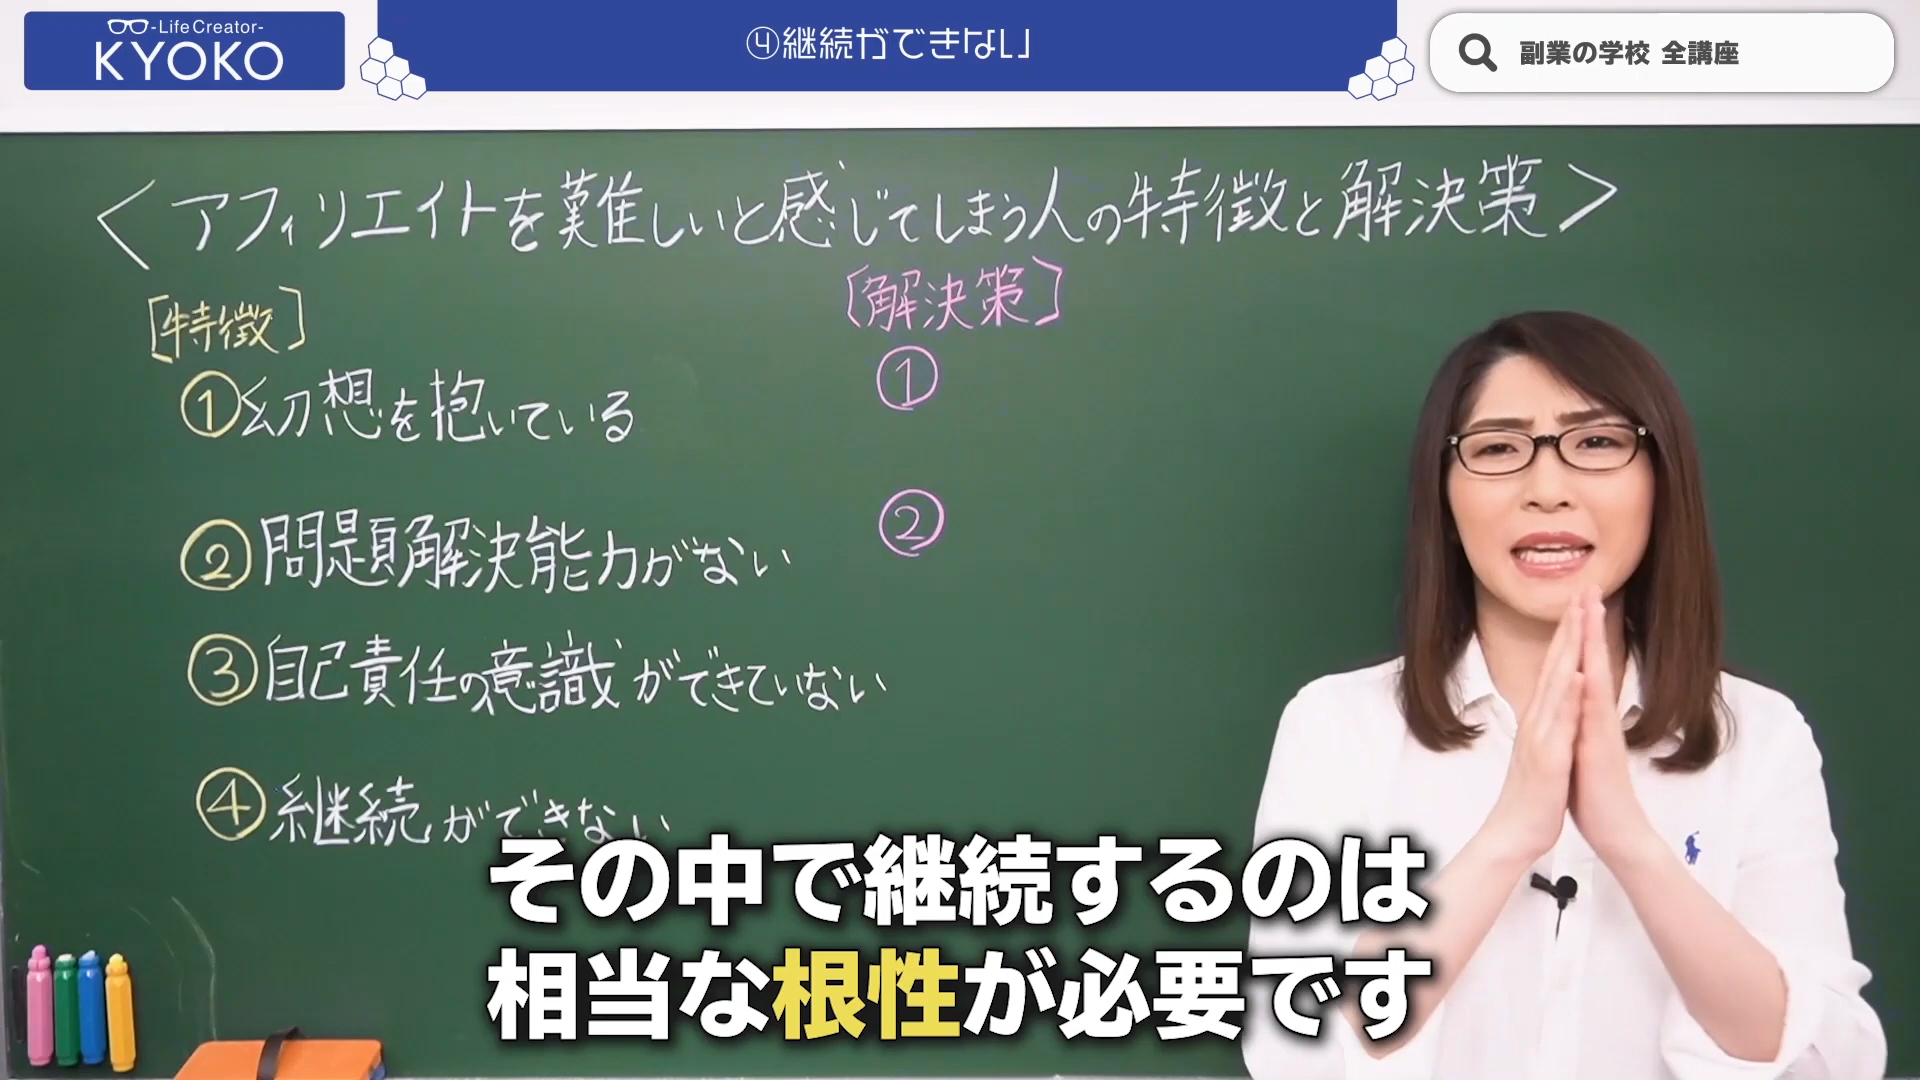 -LifeCreator-
KYOKO
④継続ができない
副業の学校 全講座
<アフィリエイトを難しいと感じてしまう人の特徴と解決策>
[特徴]
①幻想を抱いている
②問題解決能力がない
③自己責任の意識ができていない
④継続ができない
[解決策]
①
②
その中で継続するのは
相当な根性が必要です